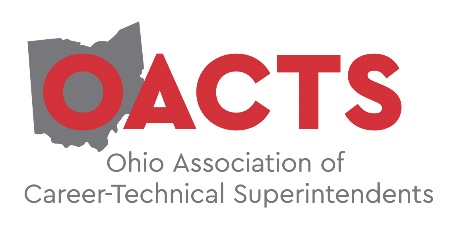 OACTS
Ohio Association of
Career-Technical Superintendents